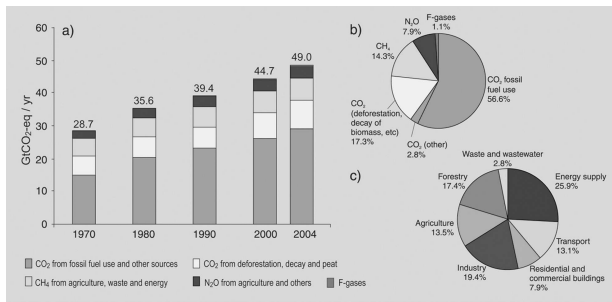 a)
GtCO₂-eq / yr
60
50
40
30
20
10
0
28.7
35.6
39.4
44.7
49.0
1970
1980
1990
2000
2004
CO₂ from fossil fuel use and other sources
CO₂ from deforestation, decay and peat
CH₄ from agriculture, waste and energy
N₂O from agriculture and others
F-gases
b)
F-gases
1.1%
N₂O
7.9%
CH₄
14.3%
CO₂ fossil
fuel use
56.6%
CO₂
(deforestation,
decay of
biomass, etc)
17.3%
CO₂ (other)
2.8%
c)
Waste and wastewater
2.8%
Forestry
17.4%
Energy supply
25.9%
Agriculture
13.5%
Transport
13.1%
Industry
19.4%
Residential and
commercial buildings
7.9%